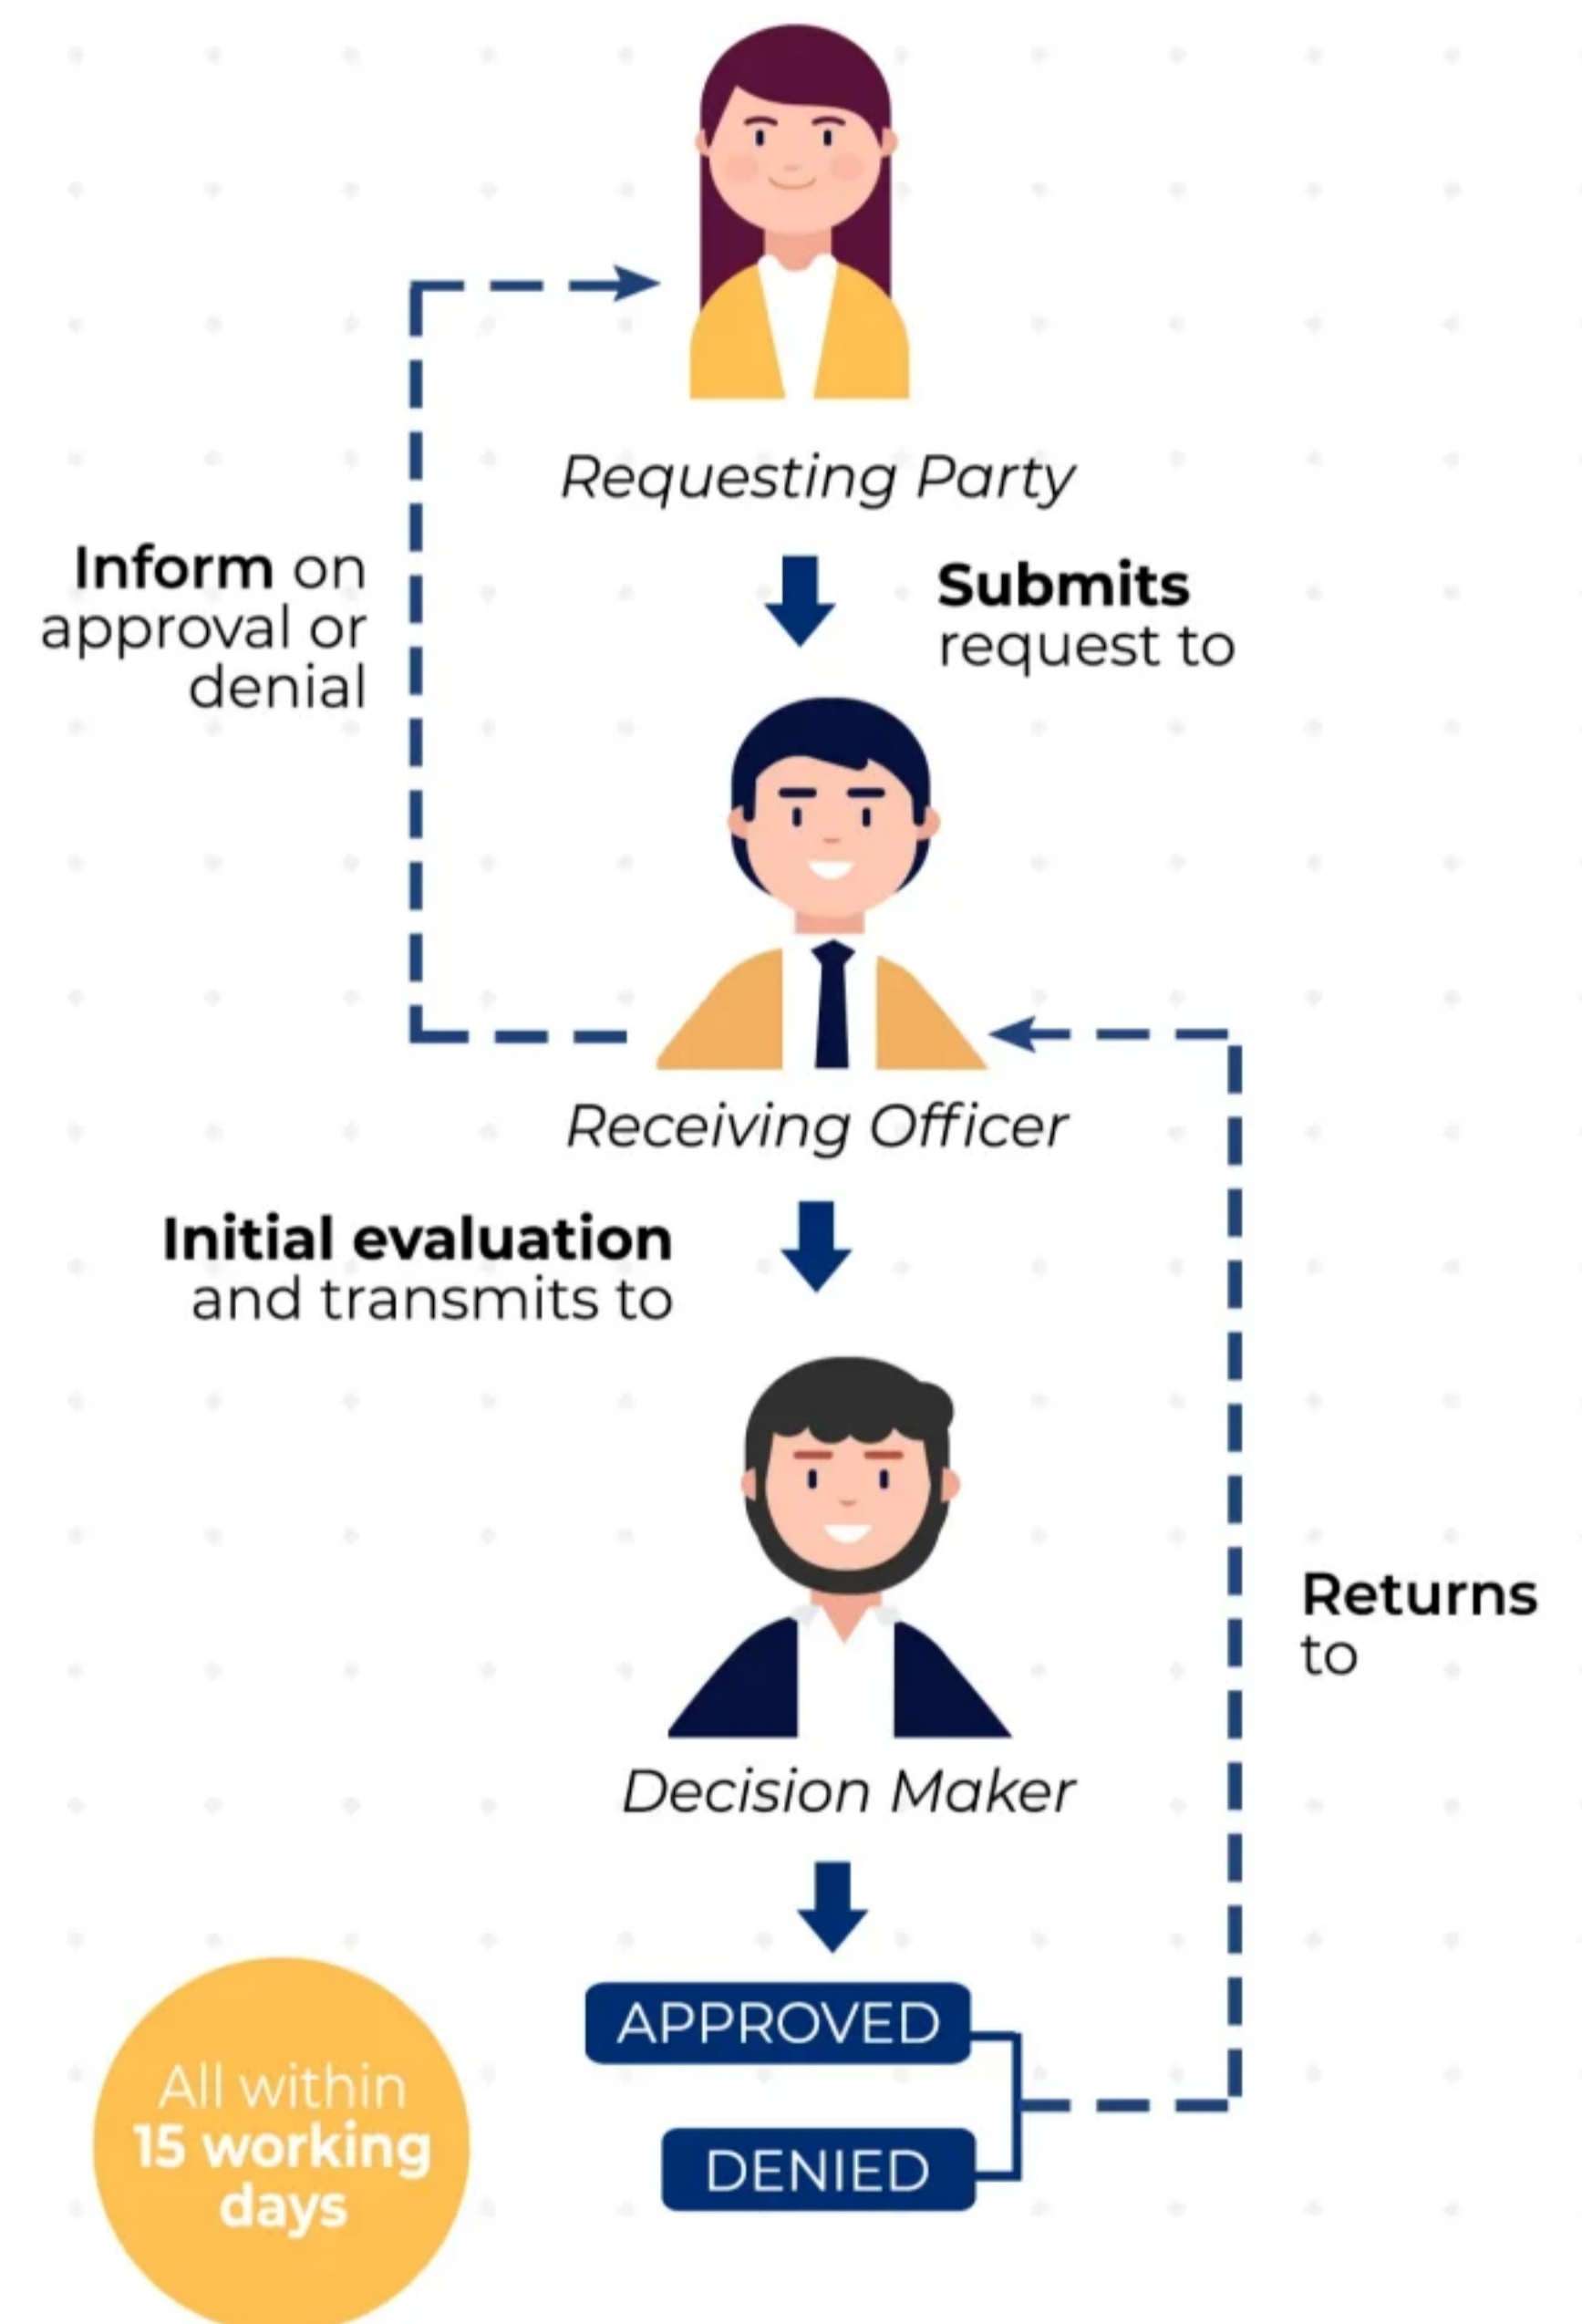 Requesting Party
Submits
request to
Inform on
approval or
denial
Receiving Officer
Initial evaluation
and transmits to
Decision Maker
Returns
to
APPROVED
DENIED
All within
15 working
days